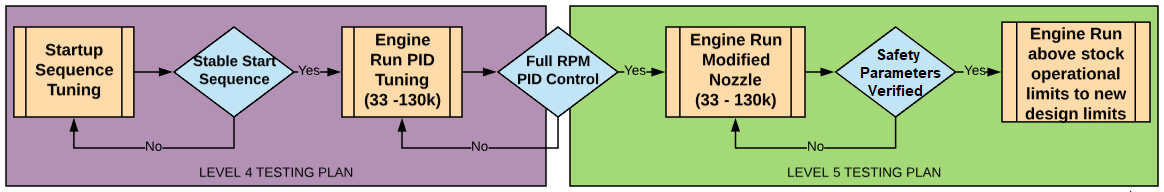 Startup
Sequence
Tuning
Stable Start
Sequence
Yes
No
Engine
Run PID
Tuning
(33 -130k)
Full RPM
PID Control
Yes
No
LEVEL 4 TESTING PLAN
Engine Run
Modified
Nozzle
(33 - 130k)
Safety
Parameters
Verified
Yes
No
Engine Run
above stock
operational
limits to new
design limits
LEVEL 5 TESTING PLAN